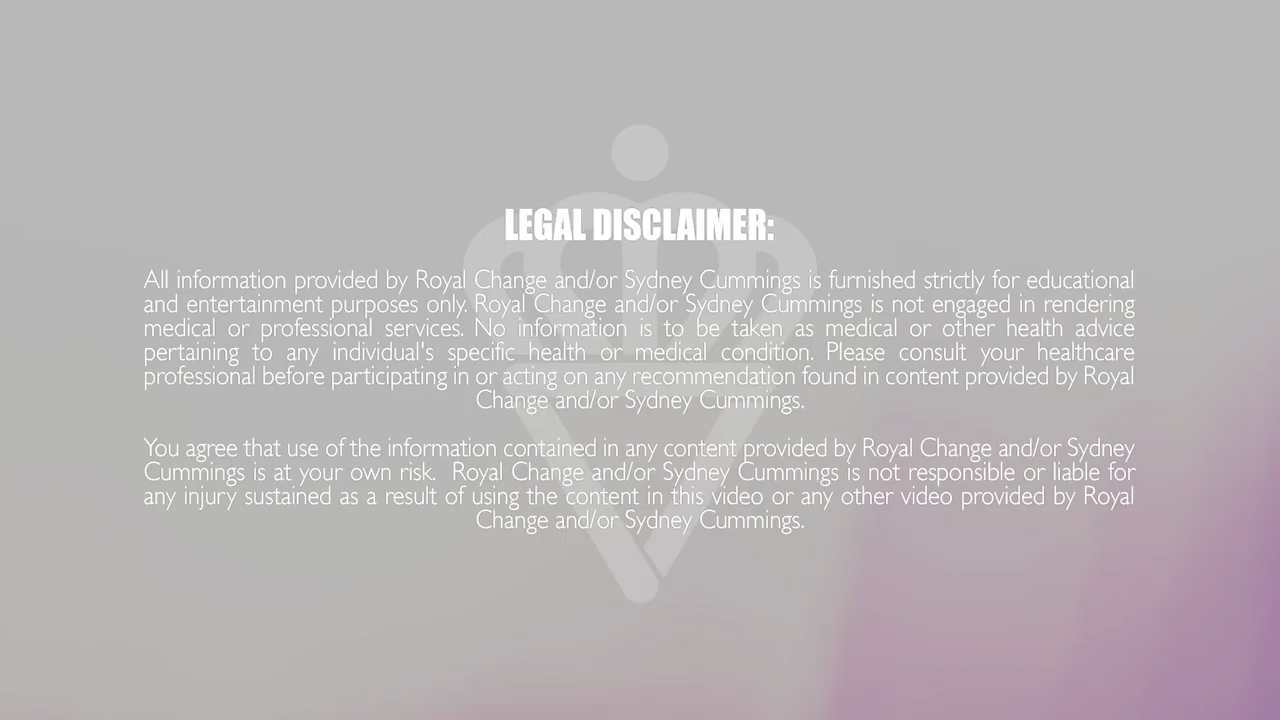 LEGAL DISCLAIMER:
All information provided by Royal Change and/or Sydney Cummings is furnished strictly for educational
and entertainment purposes only. Royal Change and/or Sydney Cummings is not engaged in rendering
medical or professional services. No information is to be taken as medical or other health advice
pertaining to any individual's specific health or medical condition. Please consult your healthcare
professional before participating in or acting on any recommendation found in content provided by Royal
Change and/or Sydney Cummings.
You agree that use of the information contained in any content provided by Royal Change and/or Sydney
Cummings is at your own risk. Royal Change and/or Sydney Cummings is not responsible or liable for
any injury sustained as a result of using the content in this video or any other video provided by Royal
Change and/or Sydney Cummings.